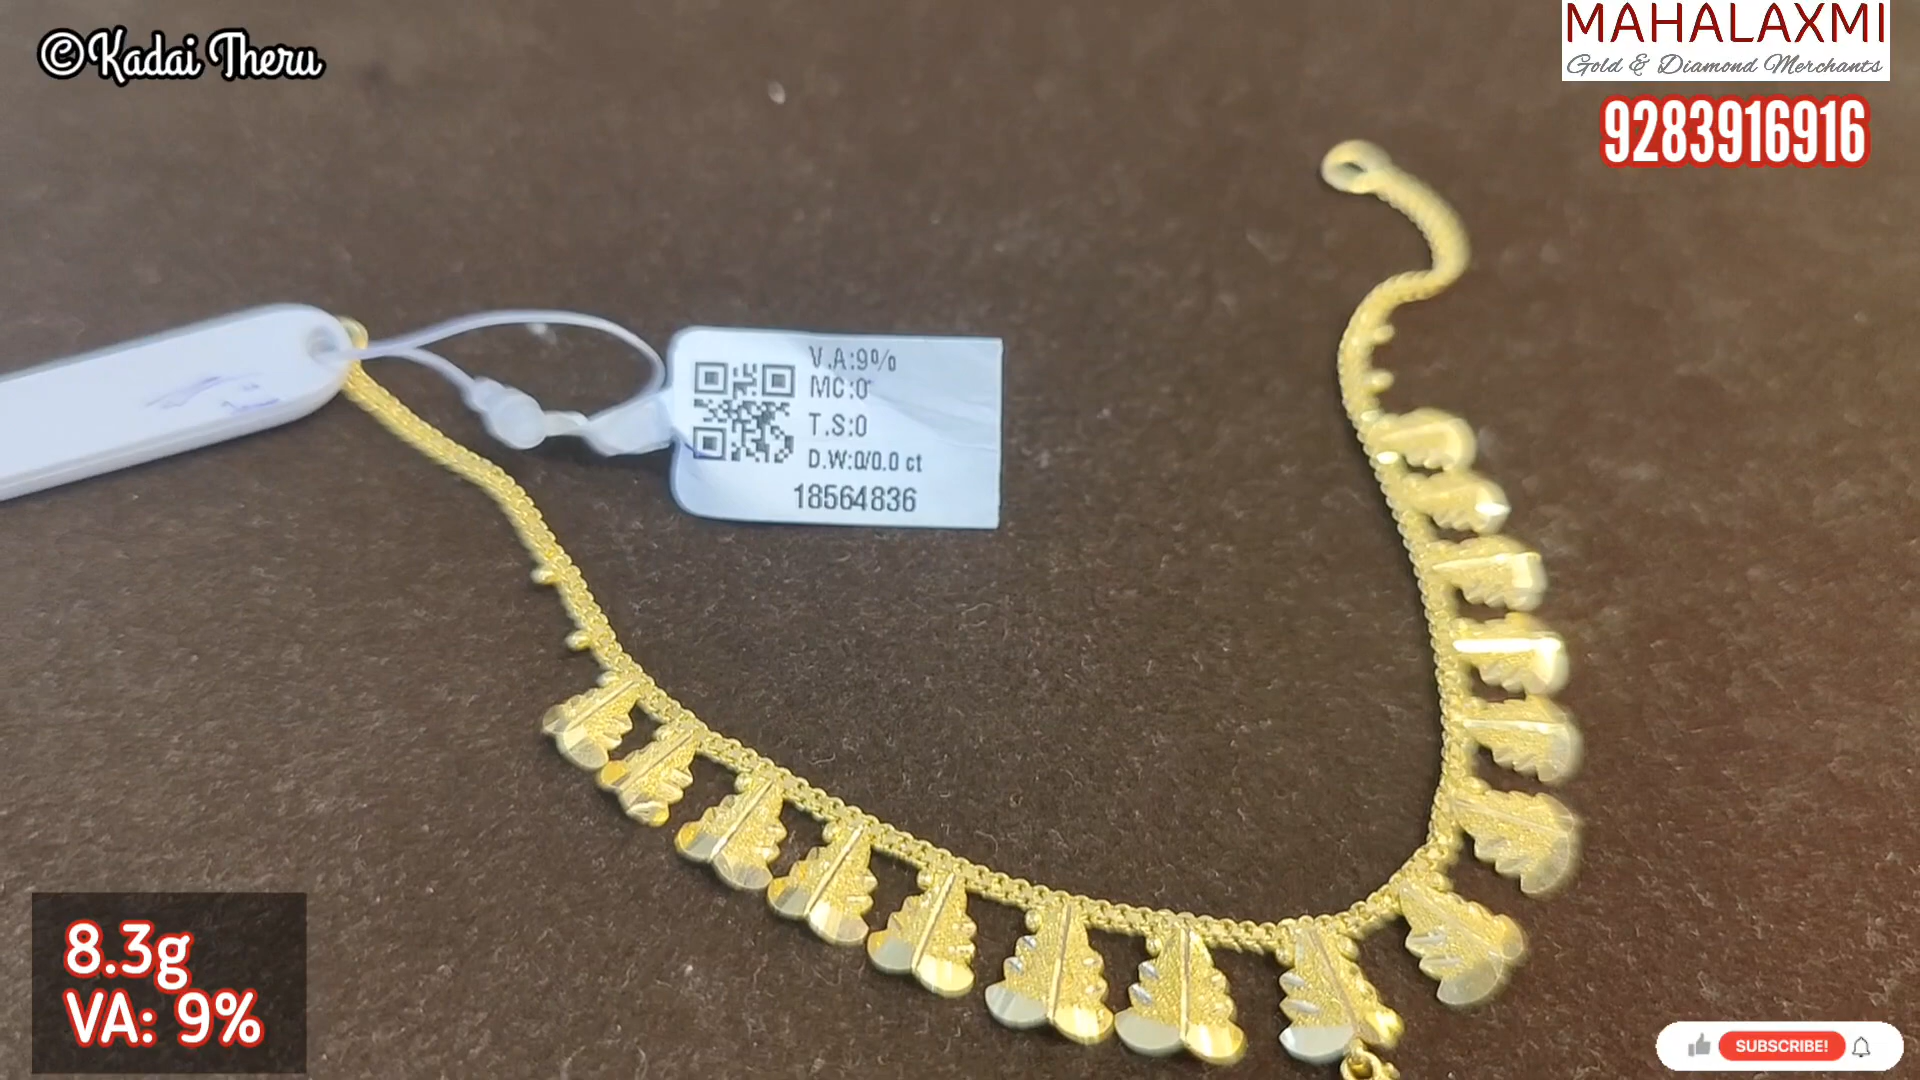 ©Kadai Theru
MAHALAXMI
Gold & Diamond Merchants
9283916916
V.A:9%
MC:0
T.S:0
D.W:0/0.0 ct
18564836
8.3g
VA: 9%
SUBSCRIBE!